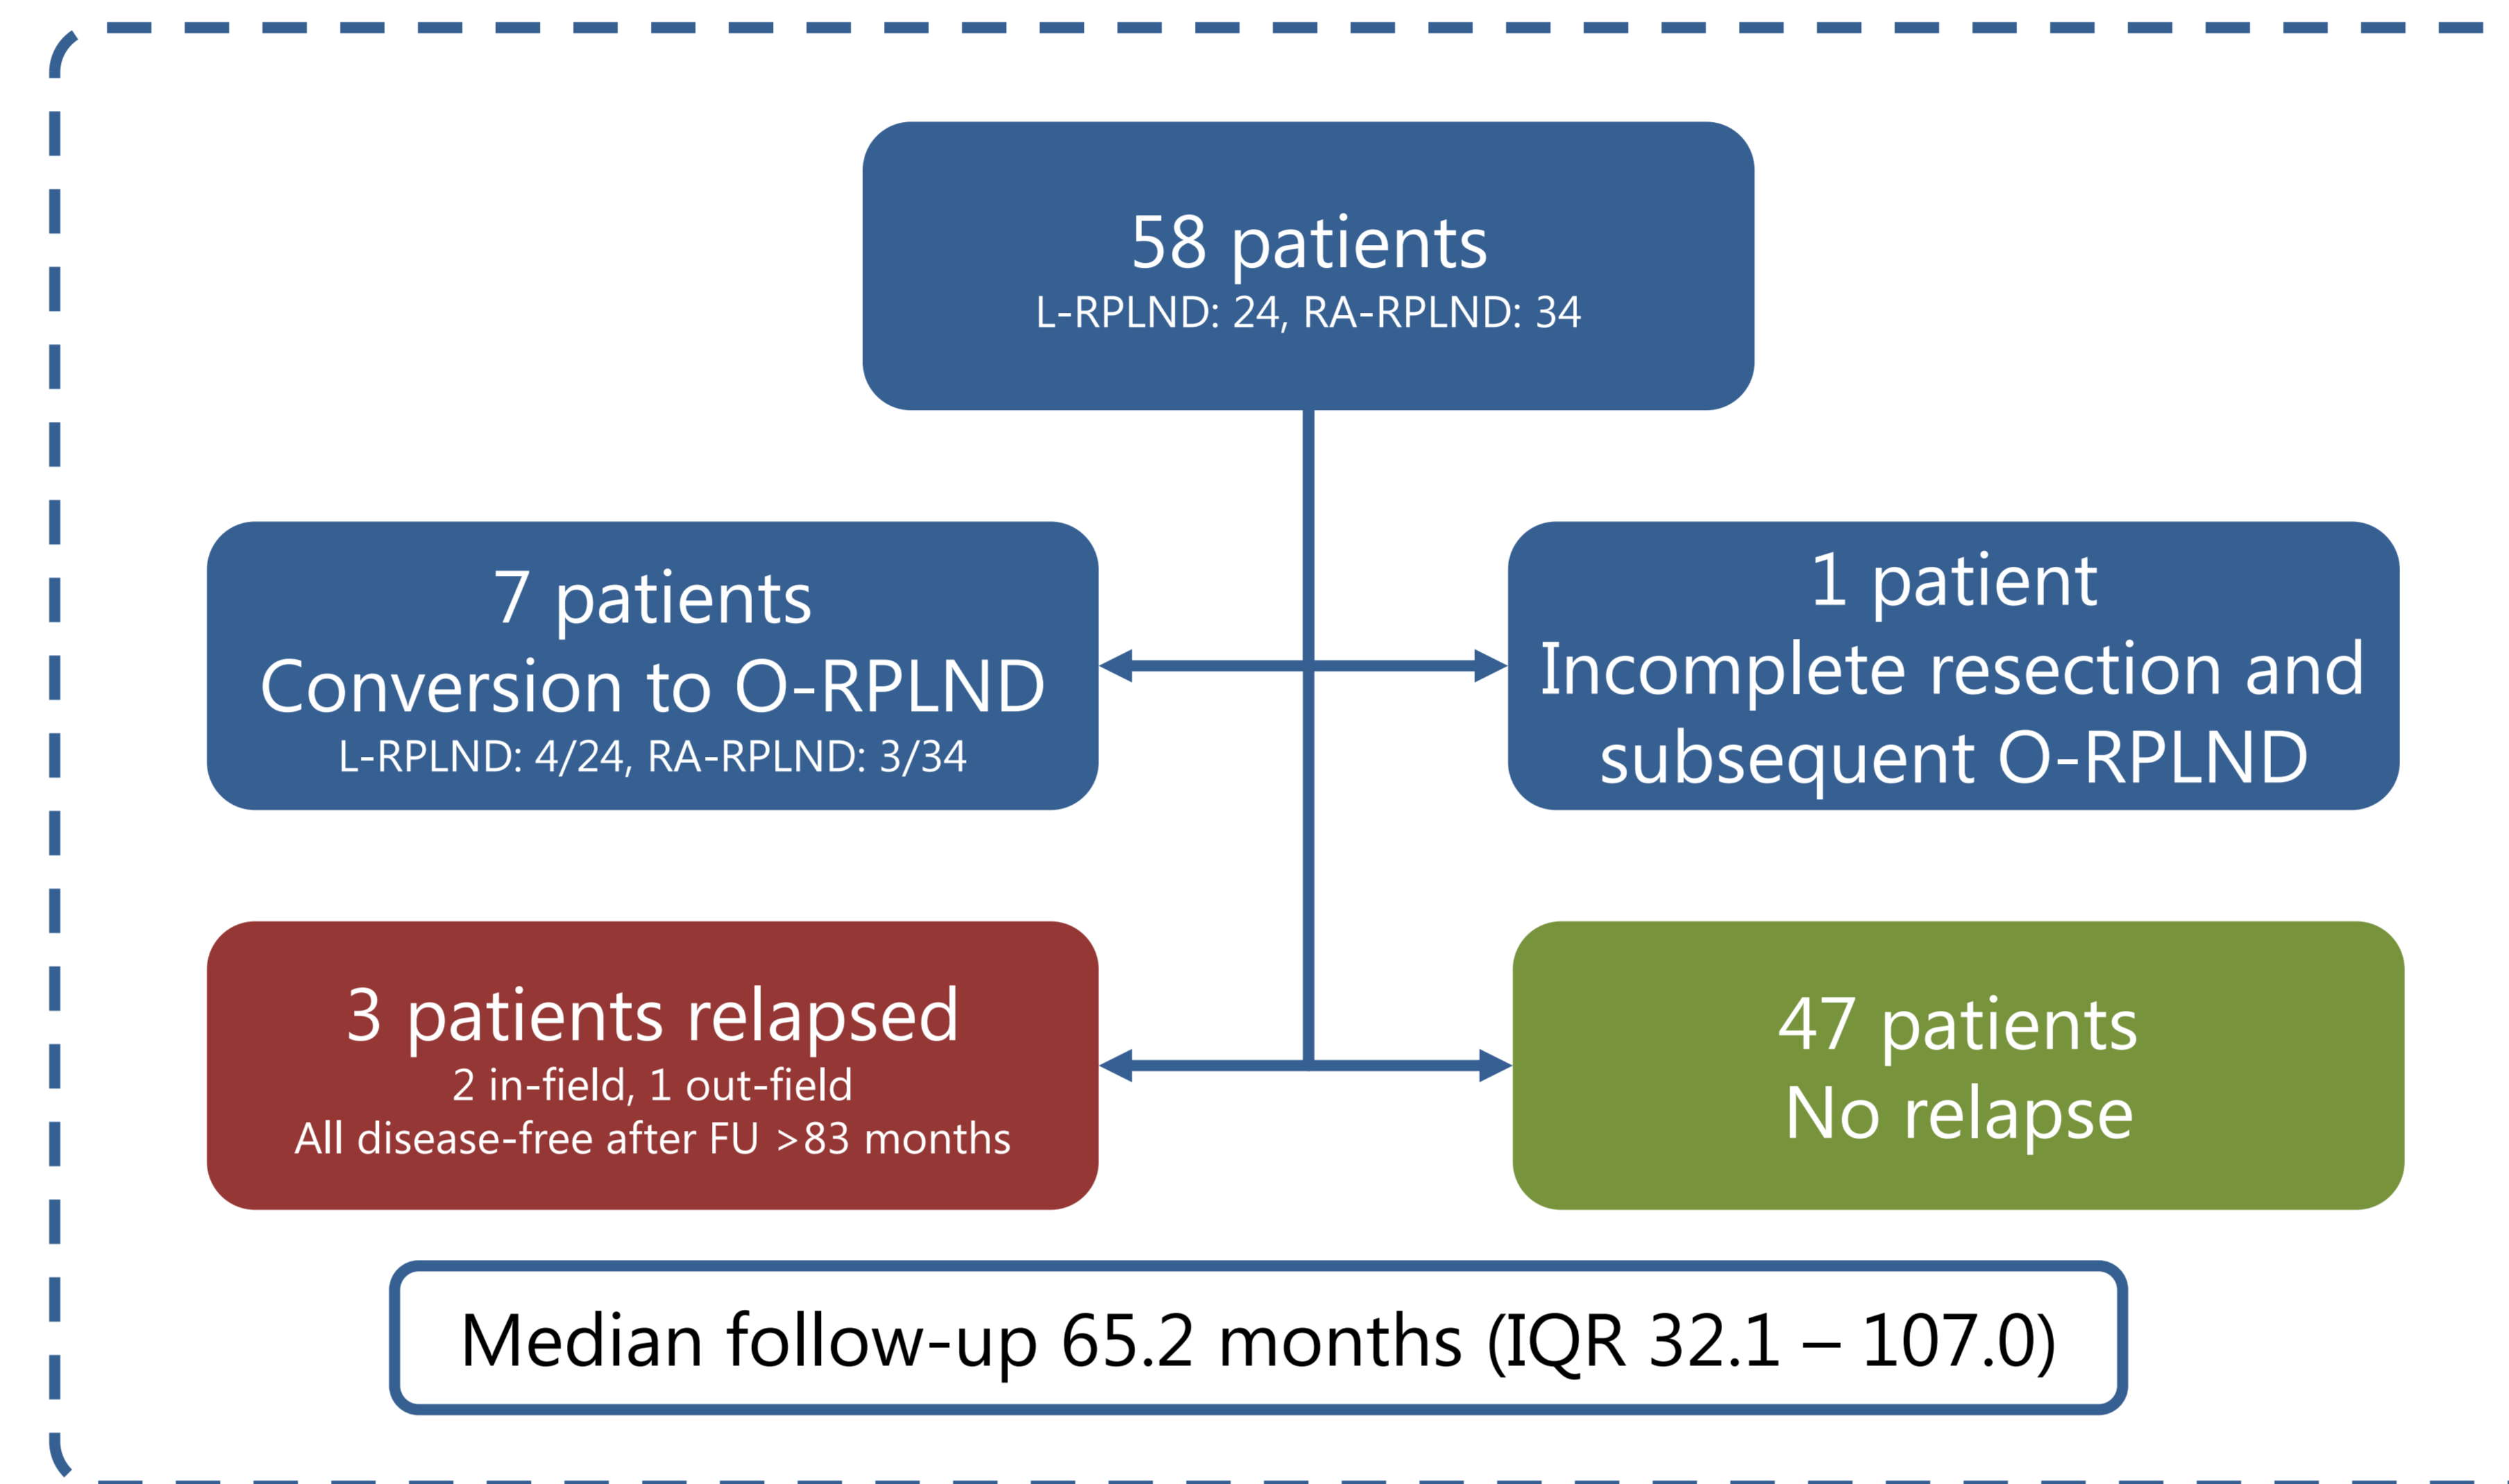 58 patients
L-RPLND: 24, RA-RPLND: 34
7 patients
Conversion to O-RPLND
L-RPLND: 4/24, RA-RPLND: 3/34
1 patient
Incomplete resection and
subsequent O-RPLND
3 patients relapsed
2 in-field, 1 out-field
All disease-free after FU >83 months
47 patients
No relapse
Median follow-up 65.2 months (IQR 32.1 – 107.0)